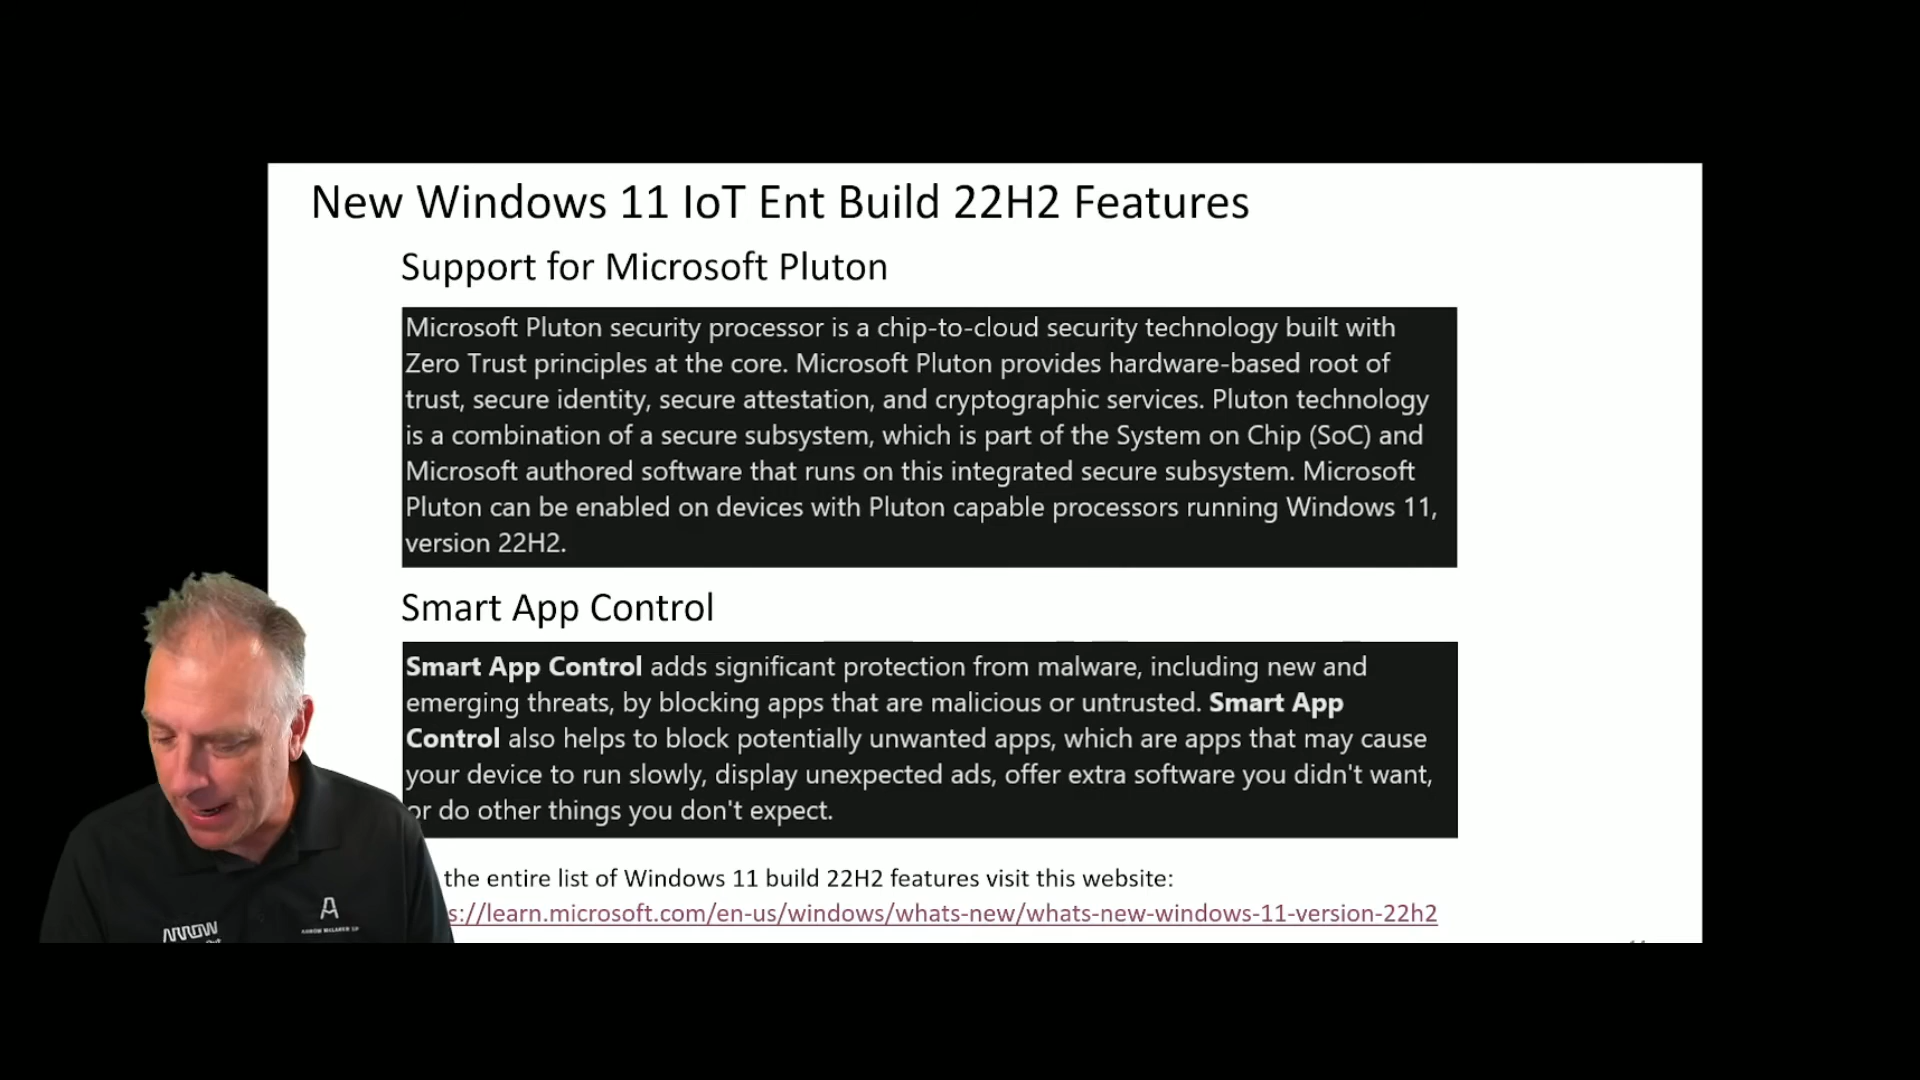 New Windows 11 IoT Ent Build 22H2 Features
Support for Microsoft Pluton
Microsoft Pluton security processor is a chip-to-cloud security technology built with
Zero Trust principles at the core. Microsoft Pluton provides hardware-based root of
trust, secure identity, secure attestation, and cryptographic services. Pluton technology
is a combination of a secure subsystem, which is part of the System on Chip (SoC) and
Microsoft authored software that runs on this integrated secure subsystem. Microsoft
Pluton can be enabled on devices with Pluton capable processors running Windows 11,
version 22H2.
Smart App Control
Smart App Control adds significant protection from malware, including new and
emerging threats, by blocking apps that are malicious or untrusted. Smart App
Control also helps to block potentially unwanted apps, which are apps that may cause
your device to run slowly, display unexpected ads, offer extra software you didn't want,
or do other things you don't expect.
the entire list of Windows 11 build 22H2 features visit this website:
s://learn.microsoft.com/en-us/windows/whats-new/whats-new-windows-11-version-22h2
ARROW